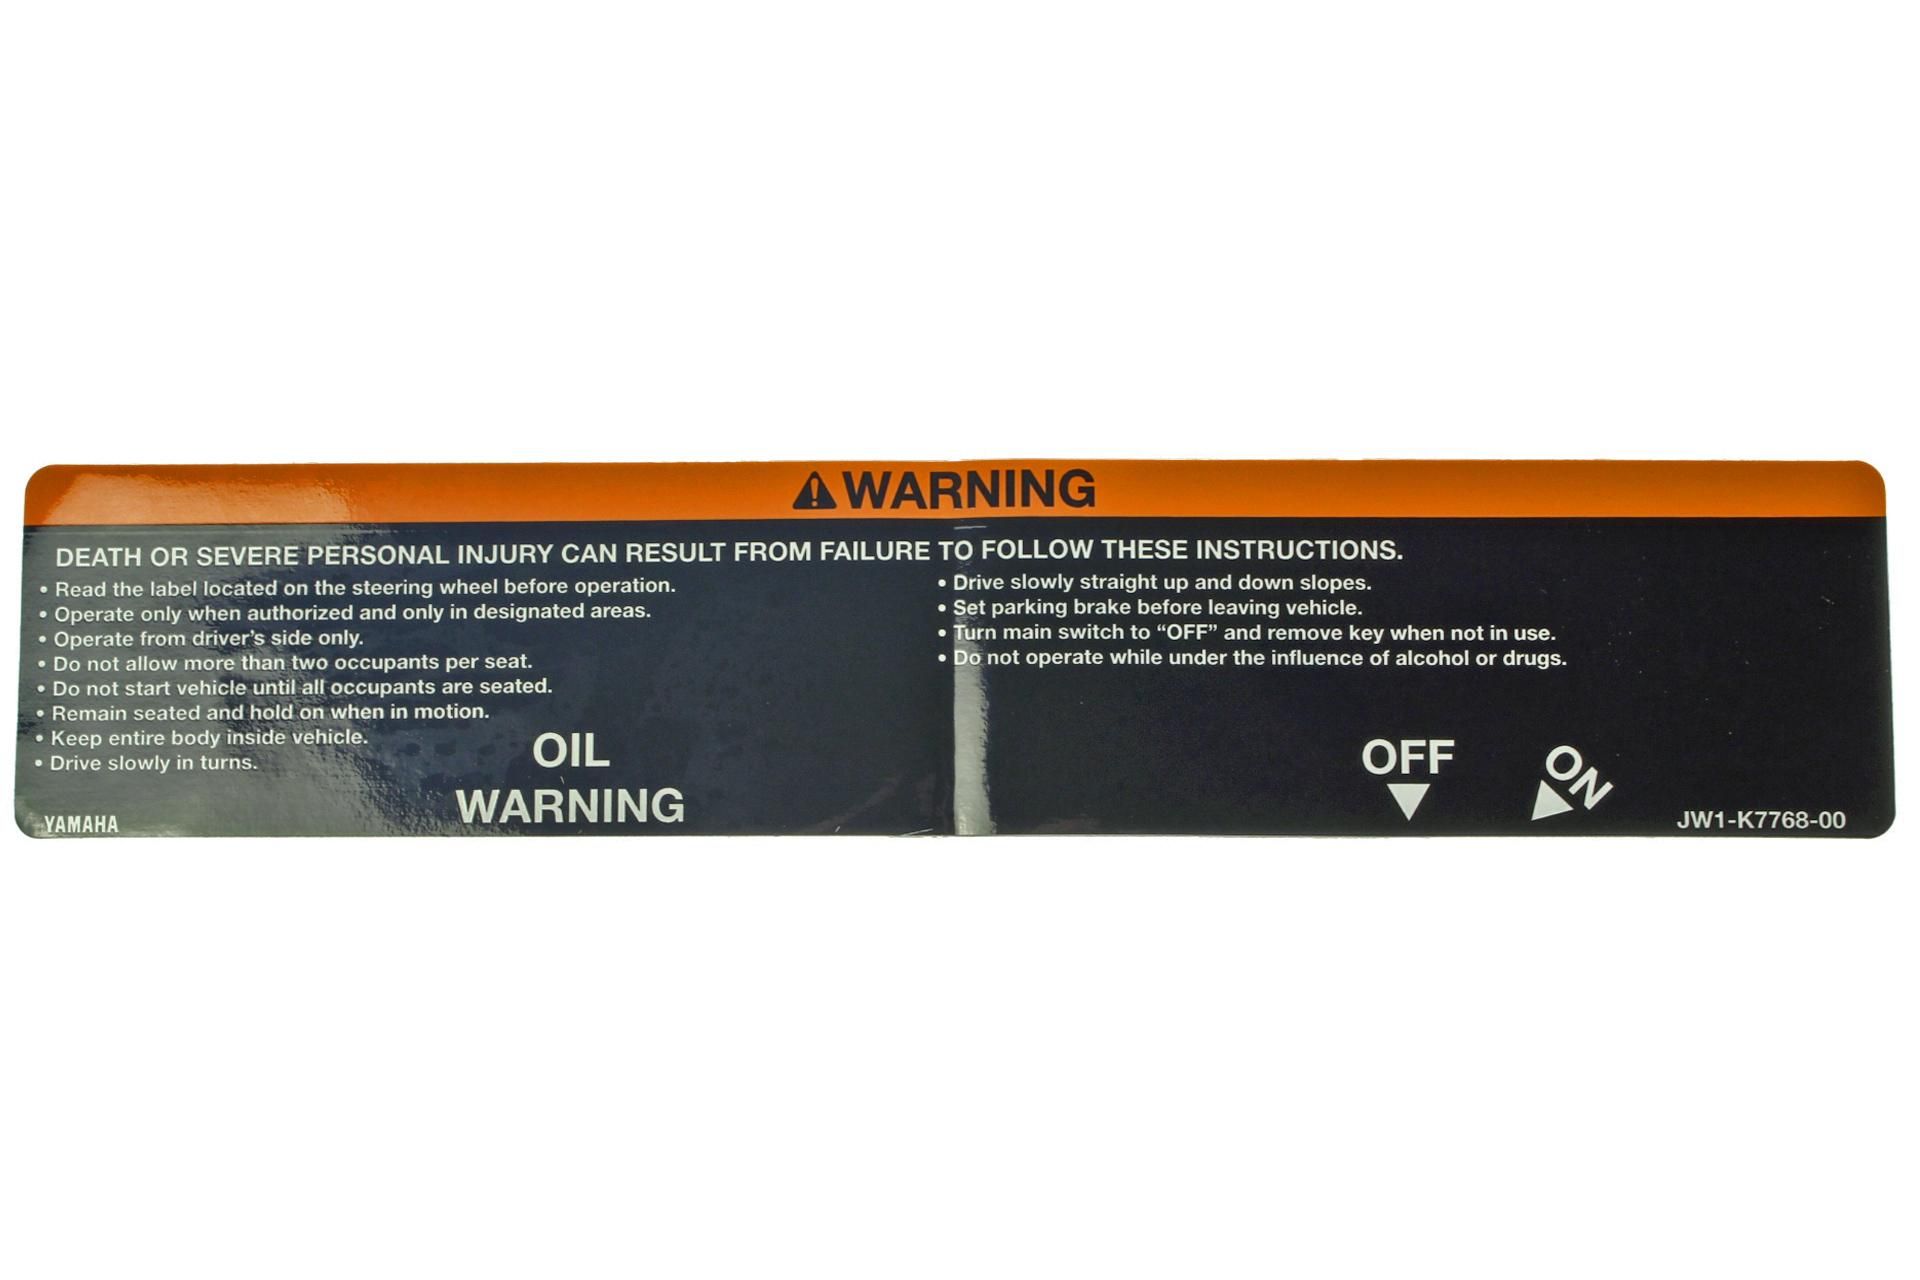 WARNING
DEATH OR SEVERE PERSONAL INJURY CAN RESULT FROM FAILURE TO FOLLOW THESE INSTRUCTIONS.
• Read the label located on the steering wheel before operation.
• Operate only when authorized and only in designated areas.
• Operate from driver's side only.
• Do not allow more than two occupants per seat.
• Do not start vehicle until all occupants are seated.
• Remain seated and hold on when in motion.
• Keep entire body inside vehicle.
• Drive slowly in turns.
• Drive slowly straight up and down slopes.
• Set parking brake before leaving vehicle.
• Turn main switch to “OFF” and remove key when not in use.
• Do not operate while under the influence of alcohol or drugs.
OIL
WARNING
OFF
ON
YAMAHA
JW1-K7768-00